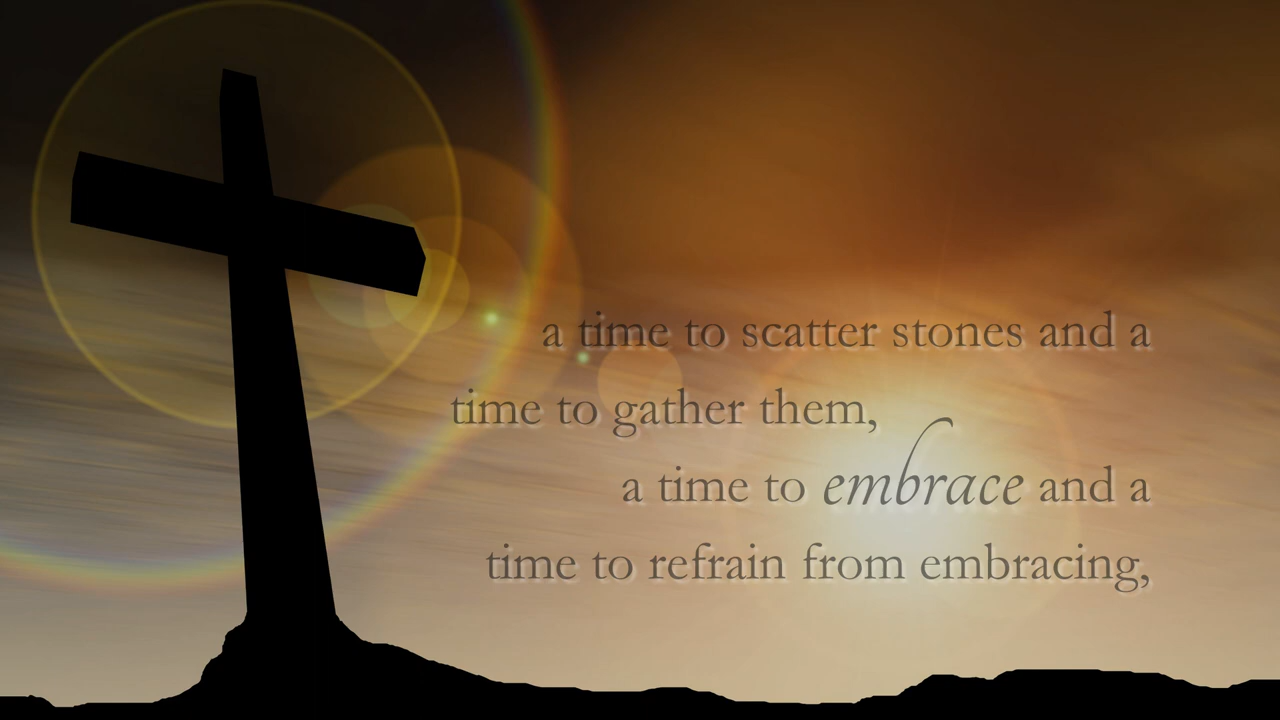 a time to scatter stones and a
time to gather them,
a time to embrace and a
time to refrain from embracing,